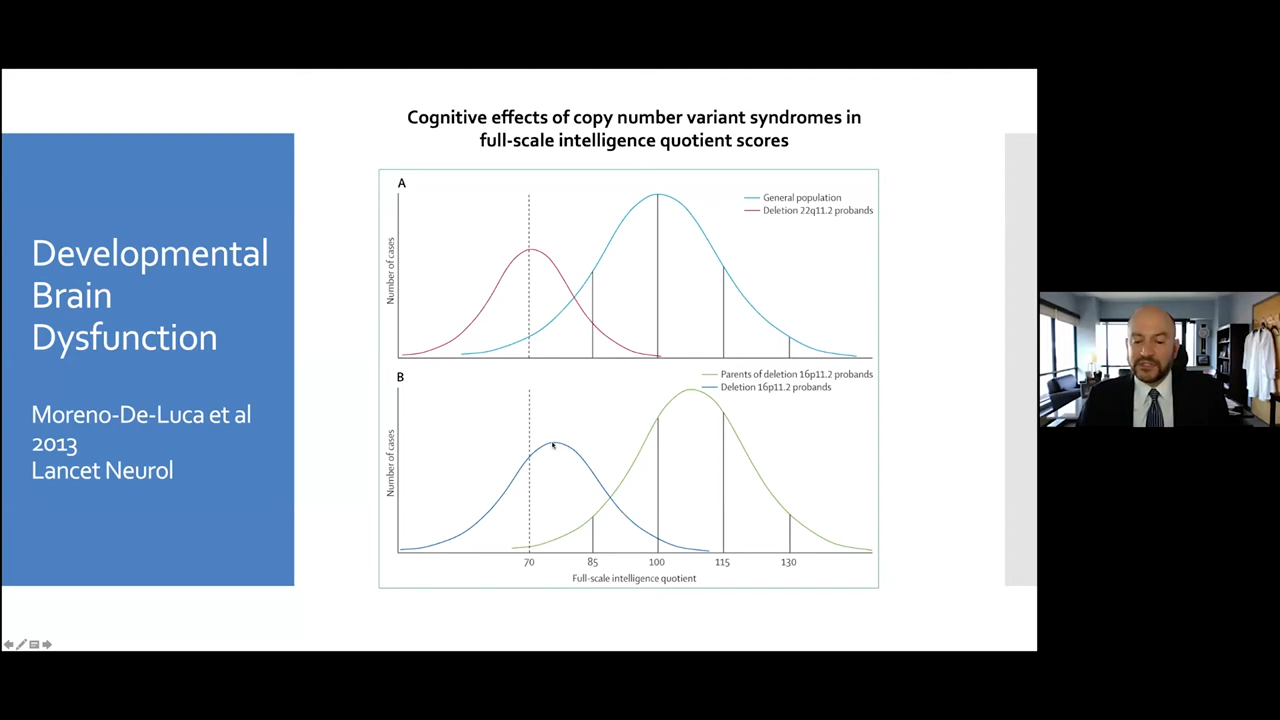 Cognitive effects of copy number variant syndromes in
full-scale intelligence quotient scores
Developmental
Brain
Dysfunction
Moreno-De-Luca et al
2013
Lancet Neurol
A
General population
Deletion 22q11.2 probands
Number of cases
B
Parents of deletion 16p11.2 probands
Deletion 16p11.2 probands
Number of cases
70 85 100 115 130
Full-scale intelligence quotient